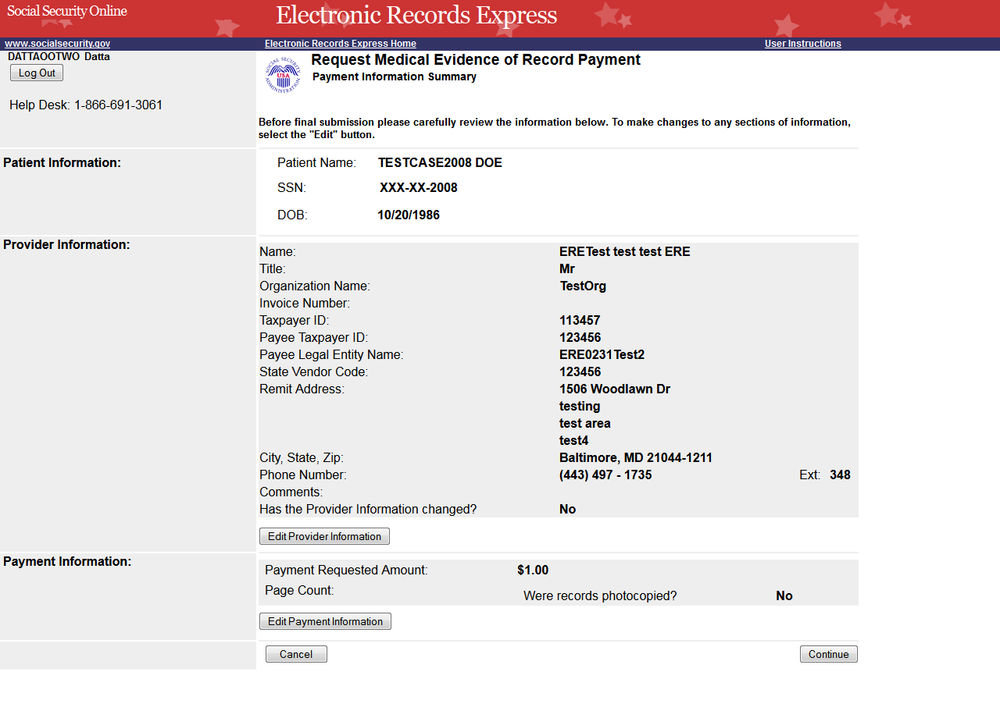 Social Security Online
Electronic Records Express
www.socialsecurity.gov
Electronic Records Express Home
User Instructions
DATTAOOTWO Datta
Log Out
Help Desk: 1-866-691-3061
SOCIAL SECURITY ADMINISTRATION
USA
Request Medical Evidence of Record Payment
Payment Information Summary
Before final submission please carefully review the information below. To make changes to any sections of information,
select the "Edit" button.
Patient Information:
Patient Name: TESTCASE2008 DOE
SSN: XXX-XX-2008
DOB: 10/20/1986
Provider Information:
Name: ERETest test test ERE
Title: Mr
Organization Name: TestOrg
Invoice Number:
Taxpayer ID: 113457
Payee Taxpayer ID: 123456
Payee Legal Entity Name: ERE0231Test2
State Vendor Code: 123456
Remit Address: 1506 Woodlawn Dr
testing
test area
test4
City, State, Zip: Baltimore, MD 21044-1211
Phone Number: (443) 497 - 1735 Ext: 348
Comments:
Has the Provider Information changed? No
Edit Provider Information
Payment Information:
Payment Requested Amount: $1.00
Page Count:
Were records photocopied? No
Edit Payment Information
Cancel
Continue